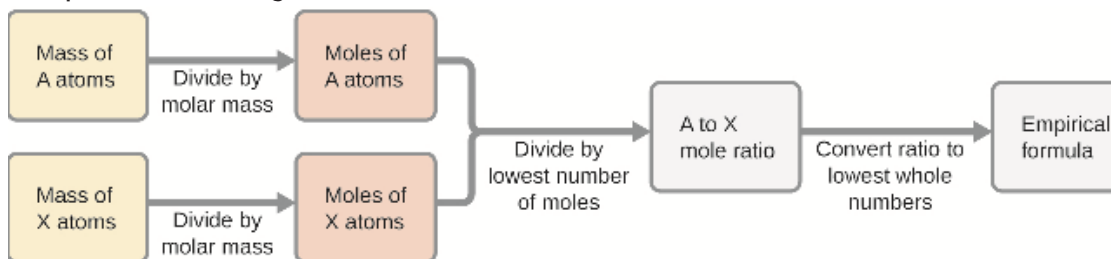 Mass of
A atoms
Divide by
molar mass
Moles of
A atoms
Mass of
X atoms
Divide by
molar mass
Moles of
X atoms
Divide by
lowest number
of moles
A to X
mole ratio
Convert ratio to
lowest whole
numbers
Empirical
formula